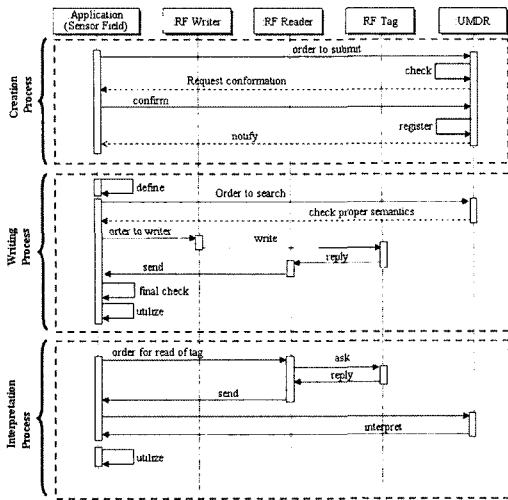 Application
(Sensor Field)
RF Writer
RF Reader
RF Tag
UMDR
Creation
Process
order to submit
check
Request conformation
confirm
register
notify
Writing
Process
define
Order to search
check proper semantics
orter to writer
write
reply
send
final check
utilize
Interpretation
Process
order for read of tag
ask
reply
send
interpret
utilize